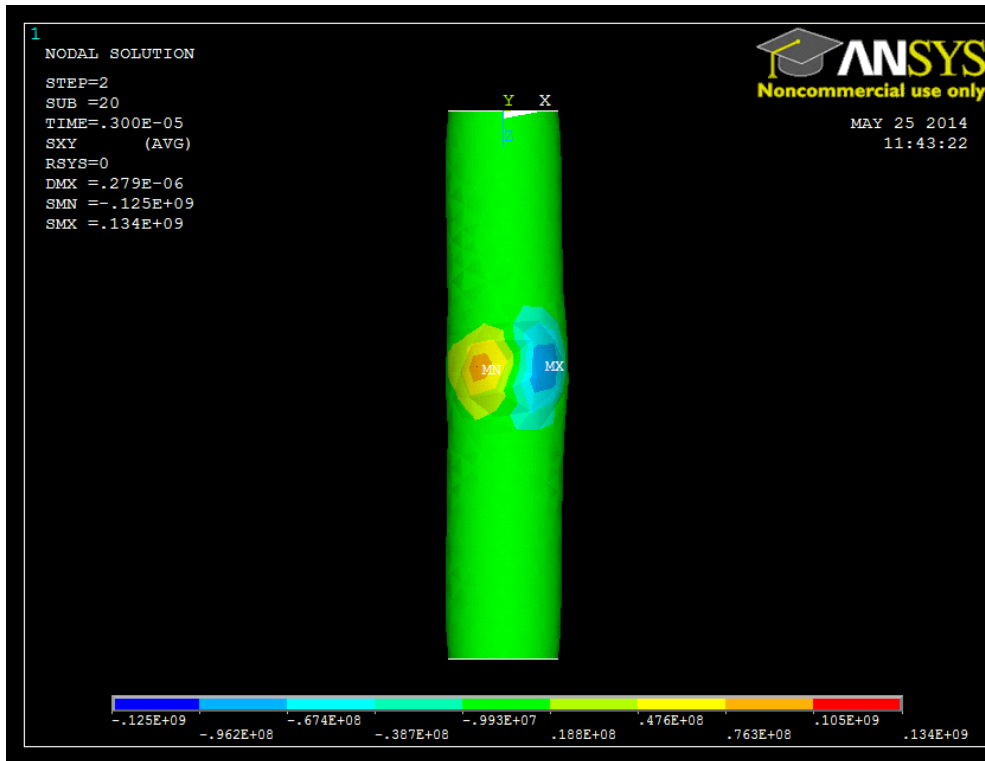 1
NODAL SOLUTION
STEP=2
SUB =20
TIME=.300E-05
SXY (AVG)
RSYS=0
DMX =.279E-06
SMN =-.125E+09
SMX =.134E+09
ANSYS
Noncommercial use only
MAY 25 2014
11:43:22
Y X
Z
MN MX
-.125E+09 -.674E+08 -.993E+07 .476E+08 .105E+09
-.962E+08 -.387E+08 .188E+08 .763E+08 .134E+09